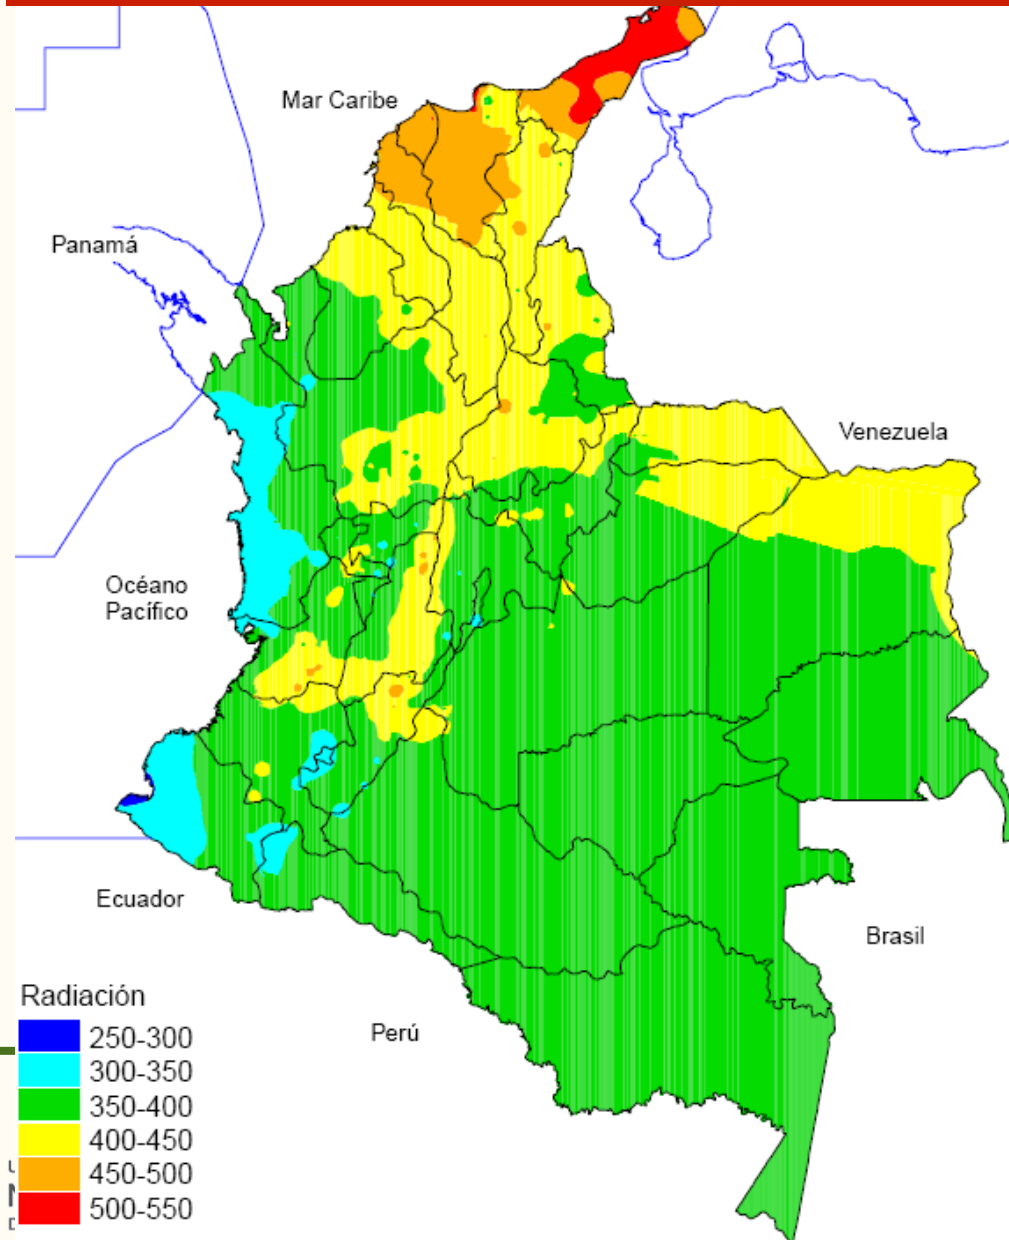 Mar Caribe
Panamá
Venezuela
Océano
Pacífico
Ecuador
Brasil
Perú
Radiación
250-300
300-350
350-400
400-450
450-500
500-550